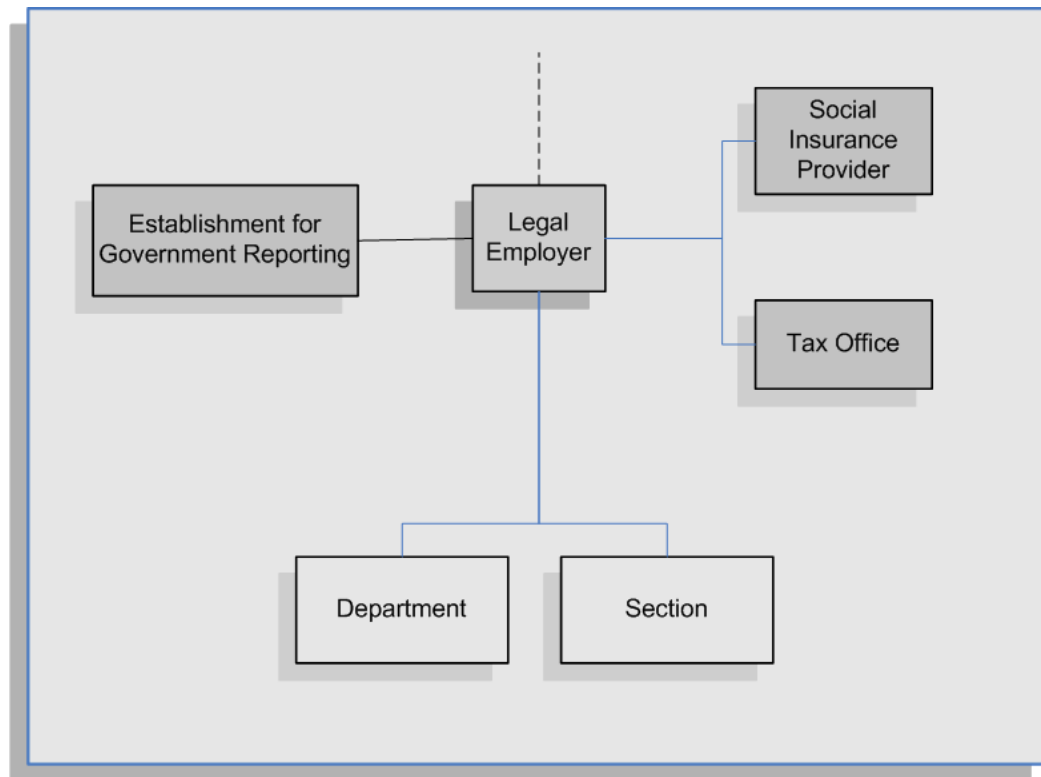 Social
Insurance
Provider
Establishment for
Government Reporting
Legal
Employer
Tax Office
Department
Section